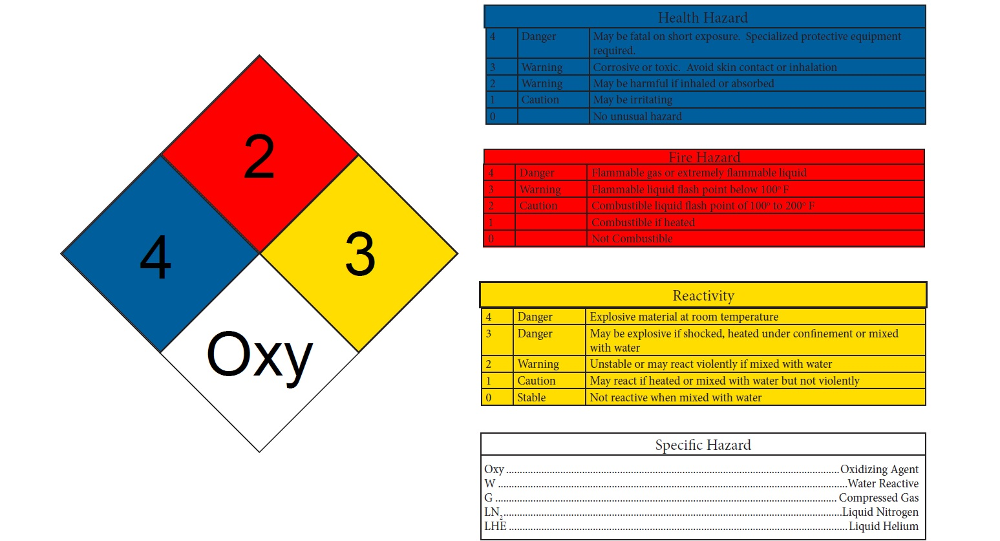 2
4
3
Oxy
Health Hazard
4 Danger May be fatal on short exposure. Specialized protective equipment
required.
3 Warning Corrosive or toxic. Avoid skin contact or inhalation
2 Warning May be harmful if inhaled or absorbed
1 Caution May be irritating
0 No unusual hazard
Fire Hazard
4 Danger Flammable gas or extremely flammable liquid
3 Warning Flammable liquid flash point below 100º F
2 Caution Combustible liquid flash point of 100º to 200º F
1 Combustible if heated
0 Not Combustible
Reactivity
4 Danger Explosive material at room temperature
3 Danger May be explosive if shocked, heated under confinement or mixed
with water
2 Warning Unstable or may react violently if mixed with water
1 Caution May react if heated or mixed with water but not violently
0 Stable Not reactive when mixed with water
Specific Hazard
Oxy ........ Oxidizing Agent
W ........ Water Reactive
G ........ Compressed Gas
LN₂ ........ Liquid Nitrogen
LHE ........ Liquid Helium